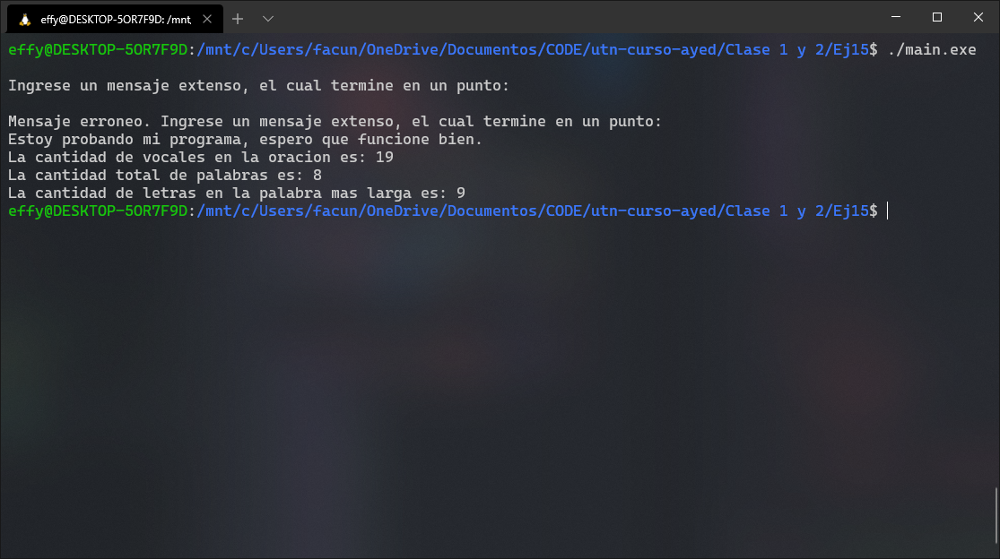 effy@DESKTOP-5OR7F9D: /mnt,
effy@DESKTOP-5OR7F9D:/mnt/c/Users/facun/OneDrive/Documentos/CODE/utn-curso-ayed/Clase 1 y 2/Ej15$ ./main.exe
Ingrese un mensaje extenso, el cual termine en un punto:
Mensaje erroneo. Ingrese un mensaje extenso, el cual termine en un punto:
Estoy probando mi programa, espero que funcione bien.
La cantidad de vocales en la oracion es: 19
La cantidad total de palabras es: 8
La cantidad de letras en la palabra mas larga es: 9
effy@DESKTOP-5OR7F9D:/mnt/c/Users/facun/OneDrive/Documentos/CODE/utn-curso-ayed/Clase 1 y 2/Ej15$